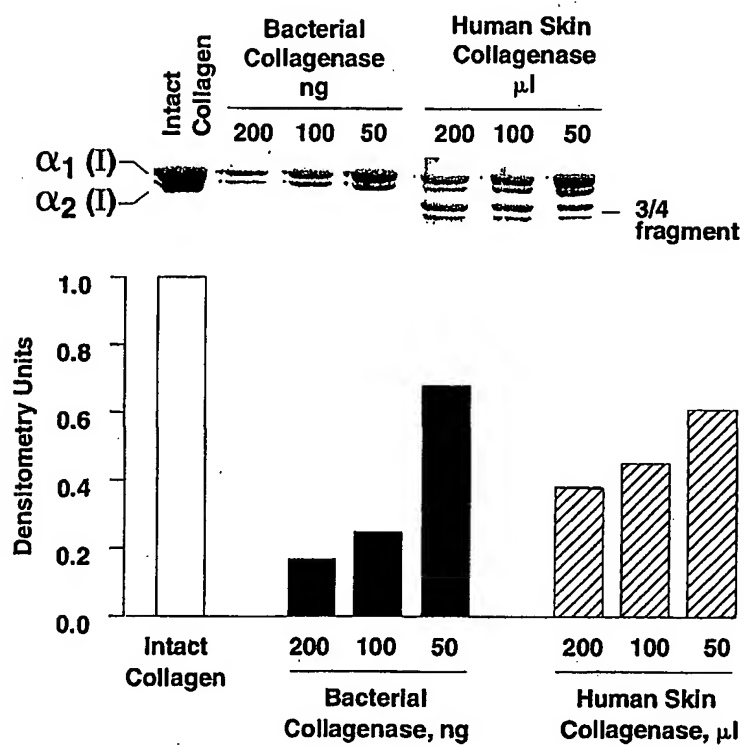 Intact
Collagen
Bacterial
Collagenase
ng
200 100 50
Human Skin
Collagenase
μl
200 100 50
α1 (I)
α2 (I)
3/4
fragment
Densitometry Units
1.0
0.8
0.6
0.4
0.2
0.0
Intact
Collagen
200 100 50
Bacterial
Collagenase, ng
200 100 50
Human Skin
Collagenase, μl